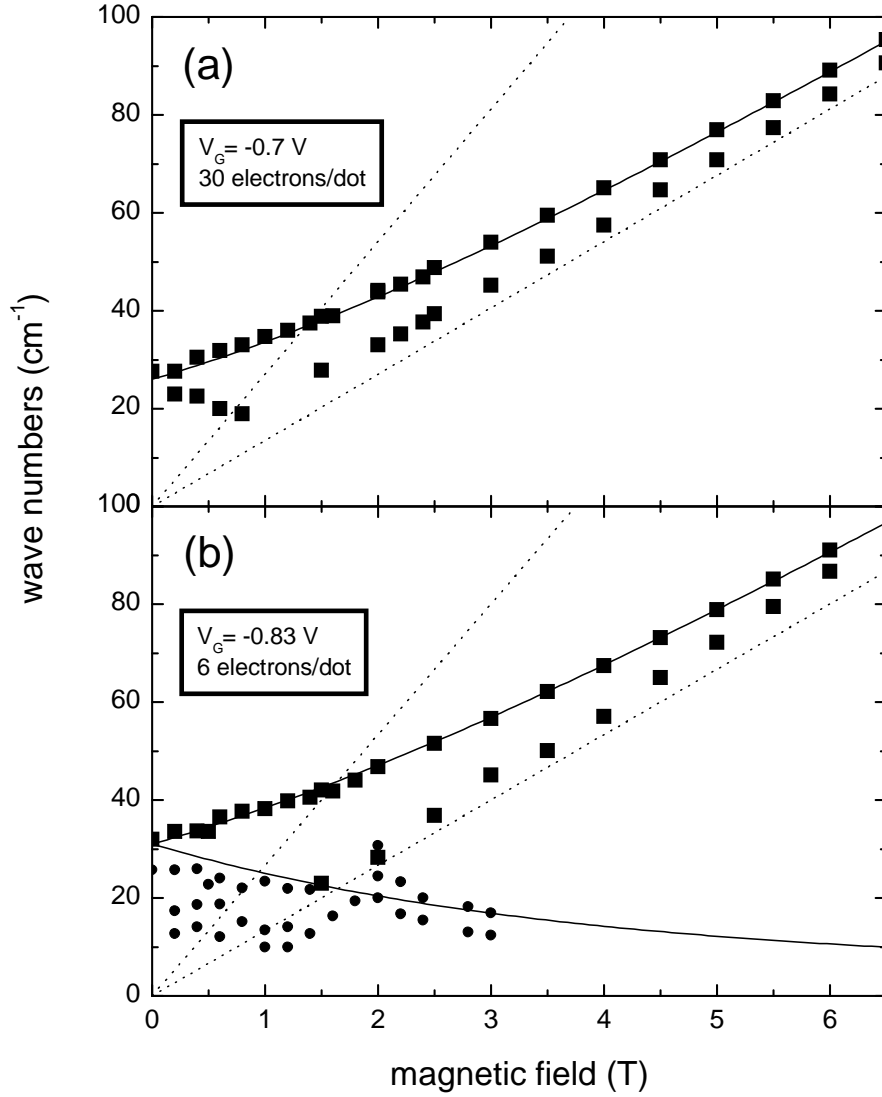 100
(a)
80
V_G= -0.7 V
30 electrons/dot
60
40
20
100
(b)
80
V_G= -0.83 V
6 electrons/dot
60
40
20
0
0 1 2 3 4 5 6
magnetic field (T)
wave numbers (cm⁻¹)